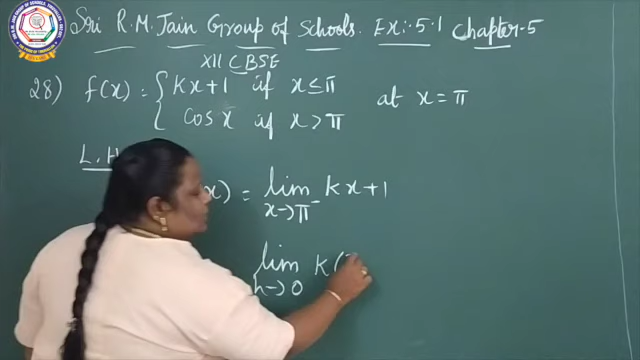 Sri R.M. Jain Group of Schools. Ex:-5.1 Chapter-5
XII CBSE
28) f(x) = { kx+1 if x≤π
cos x if x>π
at x=π
L.H
x) = lim x→π⁻ kx+1
lim h→0 k(